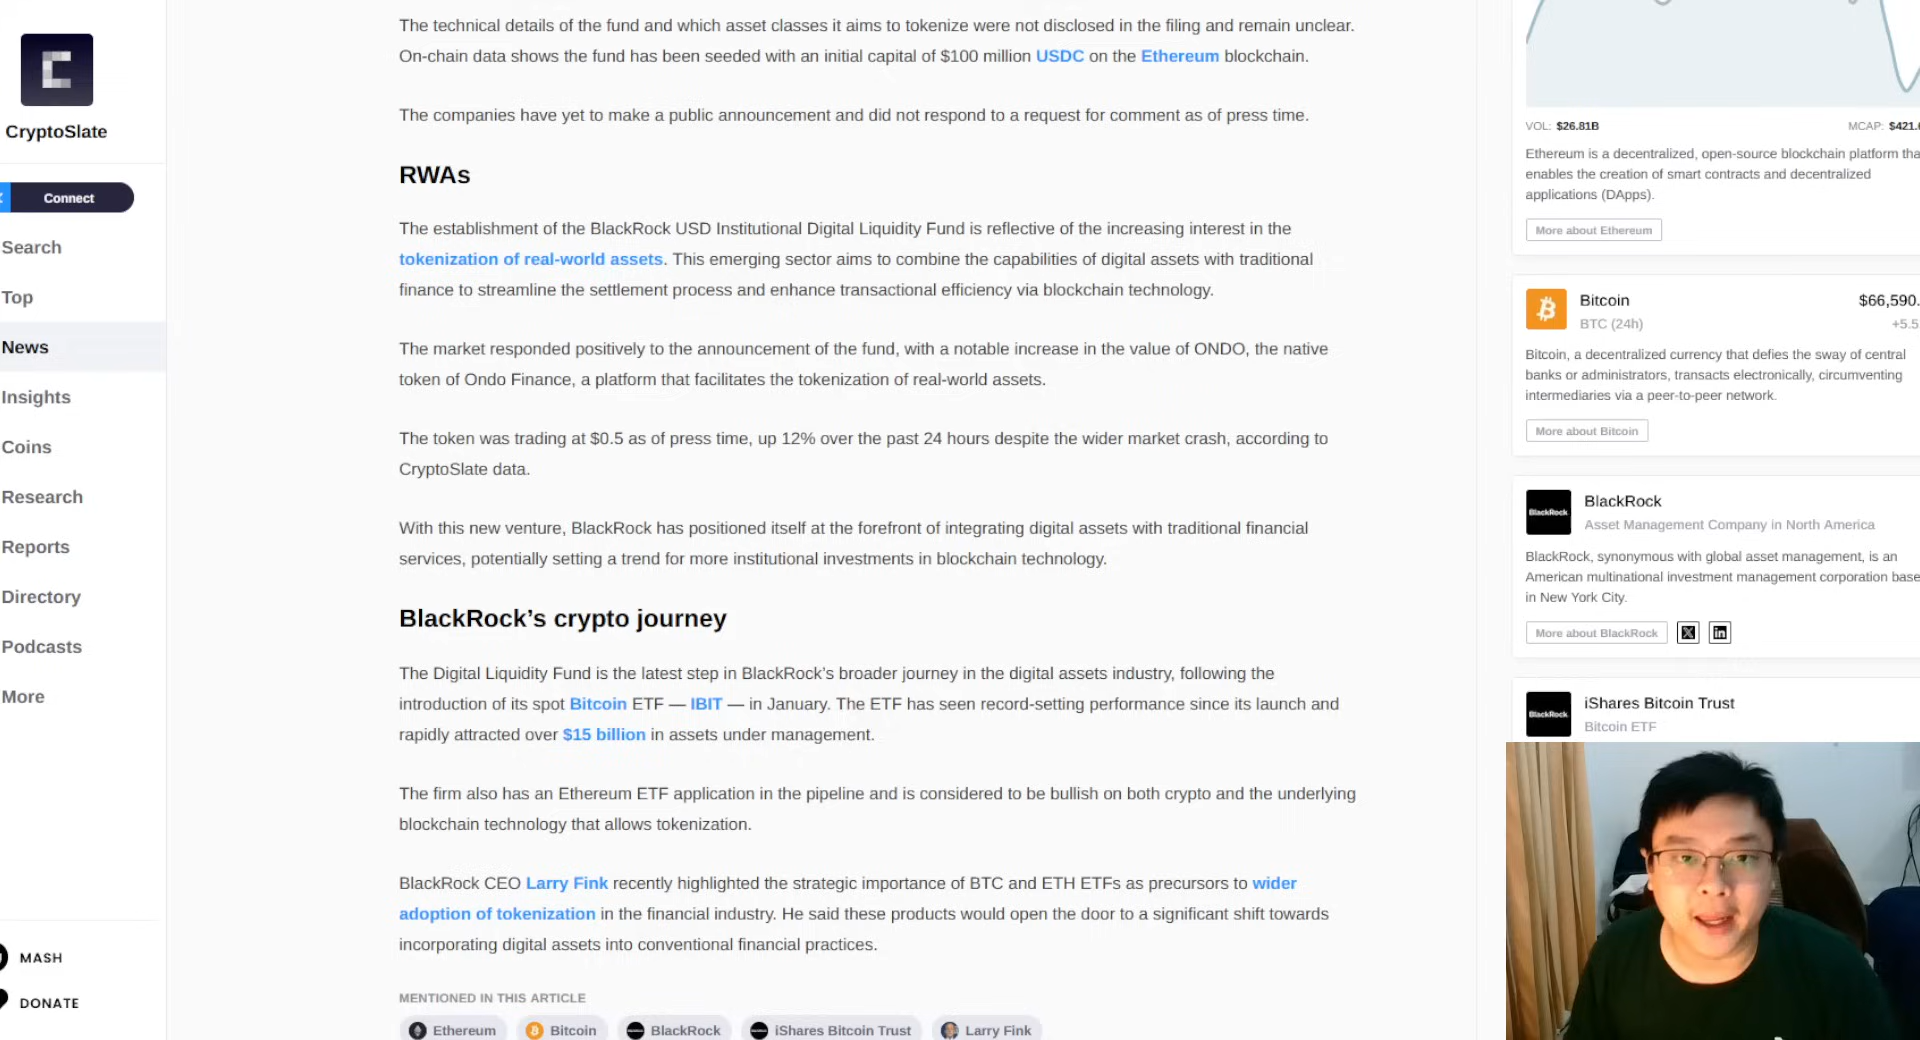 CryptoSlate
Connect
Search
Top
News
Insights
Coins
Research
Reports
Directory
Podcasts
More
MASH
DONATE
The technical details of the fund and which asset classes it aims to tokenize were not disclosed in the filing and remain unclear.
On-chain data shows the fund has been seeded with an initial capital of $100 million USDC on the Ethereum blockchain.
The companies have yet to make a public announcement and did not respond to a request for comment as of press time.
RWAs
The establishment of the BlackRock USD Institutional Digital Liquidity Fund is reflective of the increasing interest in the
tokenization of real-world assets. This emerging sector aims to combine the capabilities of digital assets with traditional
finance to streamline the settlement process and enhance transactional efficiency via blockchain technology.
The market responded positively to the announcement of the fund, with a notable increase in the value of ONDO, the native
token of Ondo Finance, a platform that facilitates the tokenization of real-world assets.
The token was trading at $0.5 as of press time, up 12% over the past 24 hours despite the wider market crash, according to
CryptoSlate data.
With this new venture, BlackRock has positioned itself at the forefront of integrating digital assets with traditional financial
services, potentially setting a trend for more institutional investments in blockchain technology.
BlackRock’s crypto journey
The Digital Liquidity Fund is the latest step in BlackRock’s broader journey in the digital assets industry, following the
introduction of its spot Bitcoin ETF — IBIT — in January. The ETF has seen record-setting performance since its launch and
rapidly attracted over $15 billion in assets under management.
The firm also has an Ethereum ETF application in the pipeline and is considered to be bullish on both crypto and the underlying
blockchain technology that allows tokenization.
BlackRock CEO Larry Fink recently highlighted the strategic importance of BTC and ETH ETFs as precursors to wider
adoption of tokenization in the financial industry. He said these products would open the door to a significant shift towards
incorporating digital assets into conventional financial practices.
MENTIONED IN THIS ARTICLE
Ethereum Bitcoin BlackRock iShares Bitcoin Trust Larry Fink
VOL: $26.81B MCAP: $421.
Ethereum is a decentralized, open-source blockchain platform tha
enables the creation of smart contracts and decentralized
applications (DApps).
More about Ethereum
Bitcoin $66,590.
BTC (24h) +5.5
Bitcoin, a decentralized currency that defies the sway of central
banks or administrators, transacts electronically, circumventing
intermediaries via a peer-to-peer network.
More about Bitcoin
BlackRock
BlackRock
Asset Management Company in North America
BlackRock, synonymous with global asset management, is an
American multinational investment management corporation base
in New York City.
More about BlackRock
BlackRock
iShares Bitcoin Trust
Bitcoin ETF